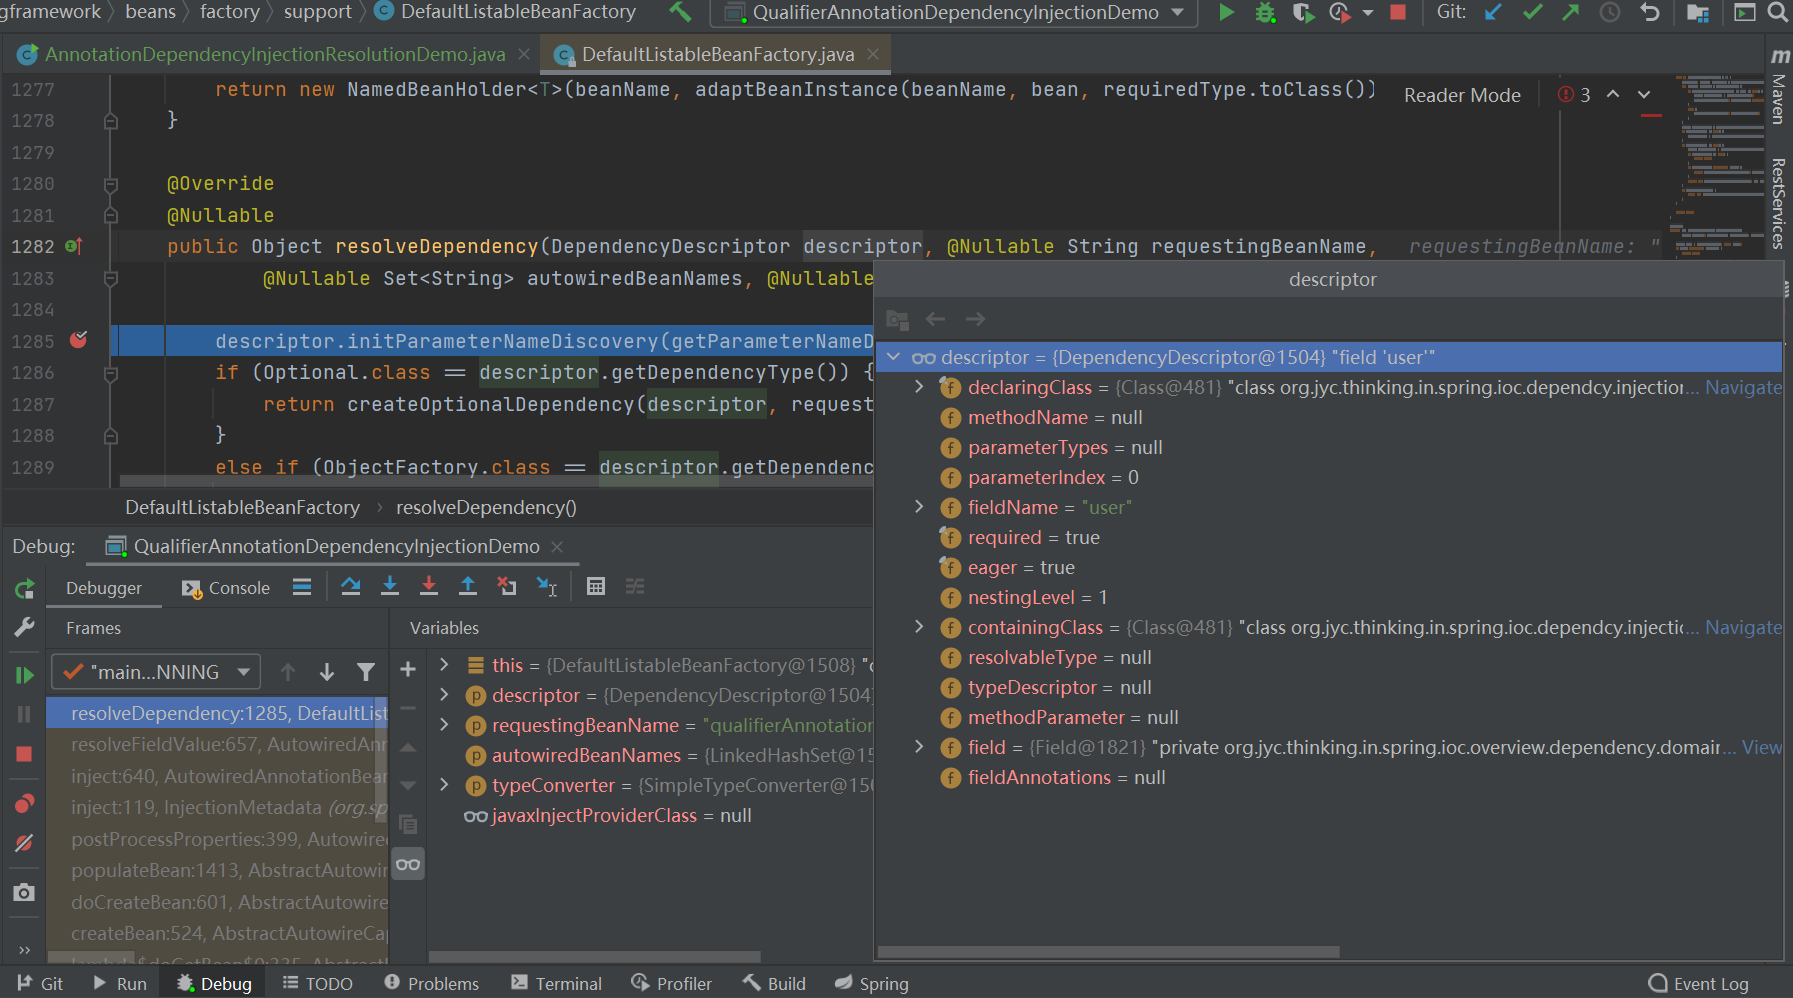 gframework
beans
factory
support
DefaultListableBeanFactory
QualifierAnnotationDependencyInjectionDemo
Git:
AnnotationDependencyInjectionResolutionDemo.java
DefaultListableBeanFactory.java
1277 return new NamedBeanHolder<T>(beanName, adaptBeanInstance(beanName, bean, requiredType.toClass())
Reader Mode
3
1278 }
1279
1280 @Override
1281 @Nullable
1282 public Object resolveDependency(DependencyDescriptor descriptor, @Nullable String requestingBeanName, requestingBeanName: "
1283 @Nullable Set<String> autowiredBeanNames, @Nullable
1284
1285 descriptor.initParameterNameDiscovery(getParameterNameD
1286 if (Optional.class == descriptor.getDependencyType()) {
1287 return createOptionalDependency(descriptor, request
1288 }
1289 else if (ObjectFactory.class == descriptor.getDependenc
DefaultListableBeanFactory › resolveDependency()
Maven
RestServices
descriptor
descriptor = {DependencyDescriptor@1504} "field 'user'"
declaringClass = {Class@481} "class org.jyc.thinking.in.spring.ioc.dependcy.injection... Navigate
methodName = null
parameterTypes = null
parameterIndex = 0
fieldName = "user"
required = true
eager = true
nestingLevel = 1
containingClass = {Class@481} "class org.jyc.thinking.in.spring.ioc.dependcy.injectic... Navigate
resolvableType = null
typeDescriptor = null
methodParameter = null
field = {Field@1821} "private org.jyc.thinking.in.spring.ioc.overview.dependency.domain... View
fieldAnnotations = null
Debug:
QualifierAnnotationDependencyInjectionDemo
Debugger
Console
Frames
Variables
"main...NNING
resolveDependency:1285, DefaultList
resolveFieldValue:657, AutowiredAnn
inject:640, AutowiredAnnotationBean
inject:119, InjectionMetadata (org.sp
postProcessProperties:399, Autowired
populateBean:1413, AbstractAutowir
doCreateBean:601, AbstractAutowire
createBean:524, AbstractAutowireCap
this = {DefaultListableBeanFactory@1508} "o
descriptor = {DependencyDescriptor@1504}
requestingBeanName = "qualifierAnnotation
autowiredBeanNames = {LinkedHashSet@15
typeConverter = {SimpleTypeConverter@150
javaxInjectProviderClass = null
Git
Run
Debug
TODO
Problems
Terminal
Profiler
Build
Spring
Event Log